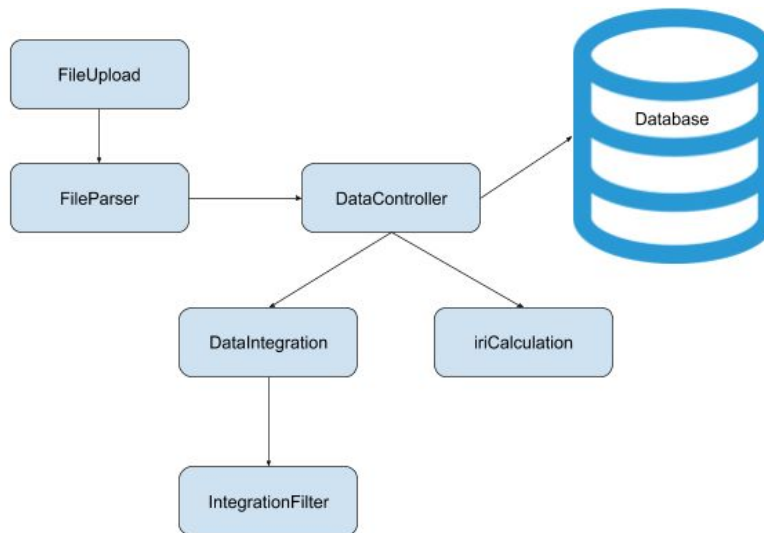 FileUpload
Database
FileParser
DataController
DataIntegration
iriCalculation
IntegrationFilter